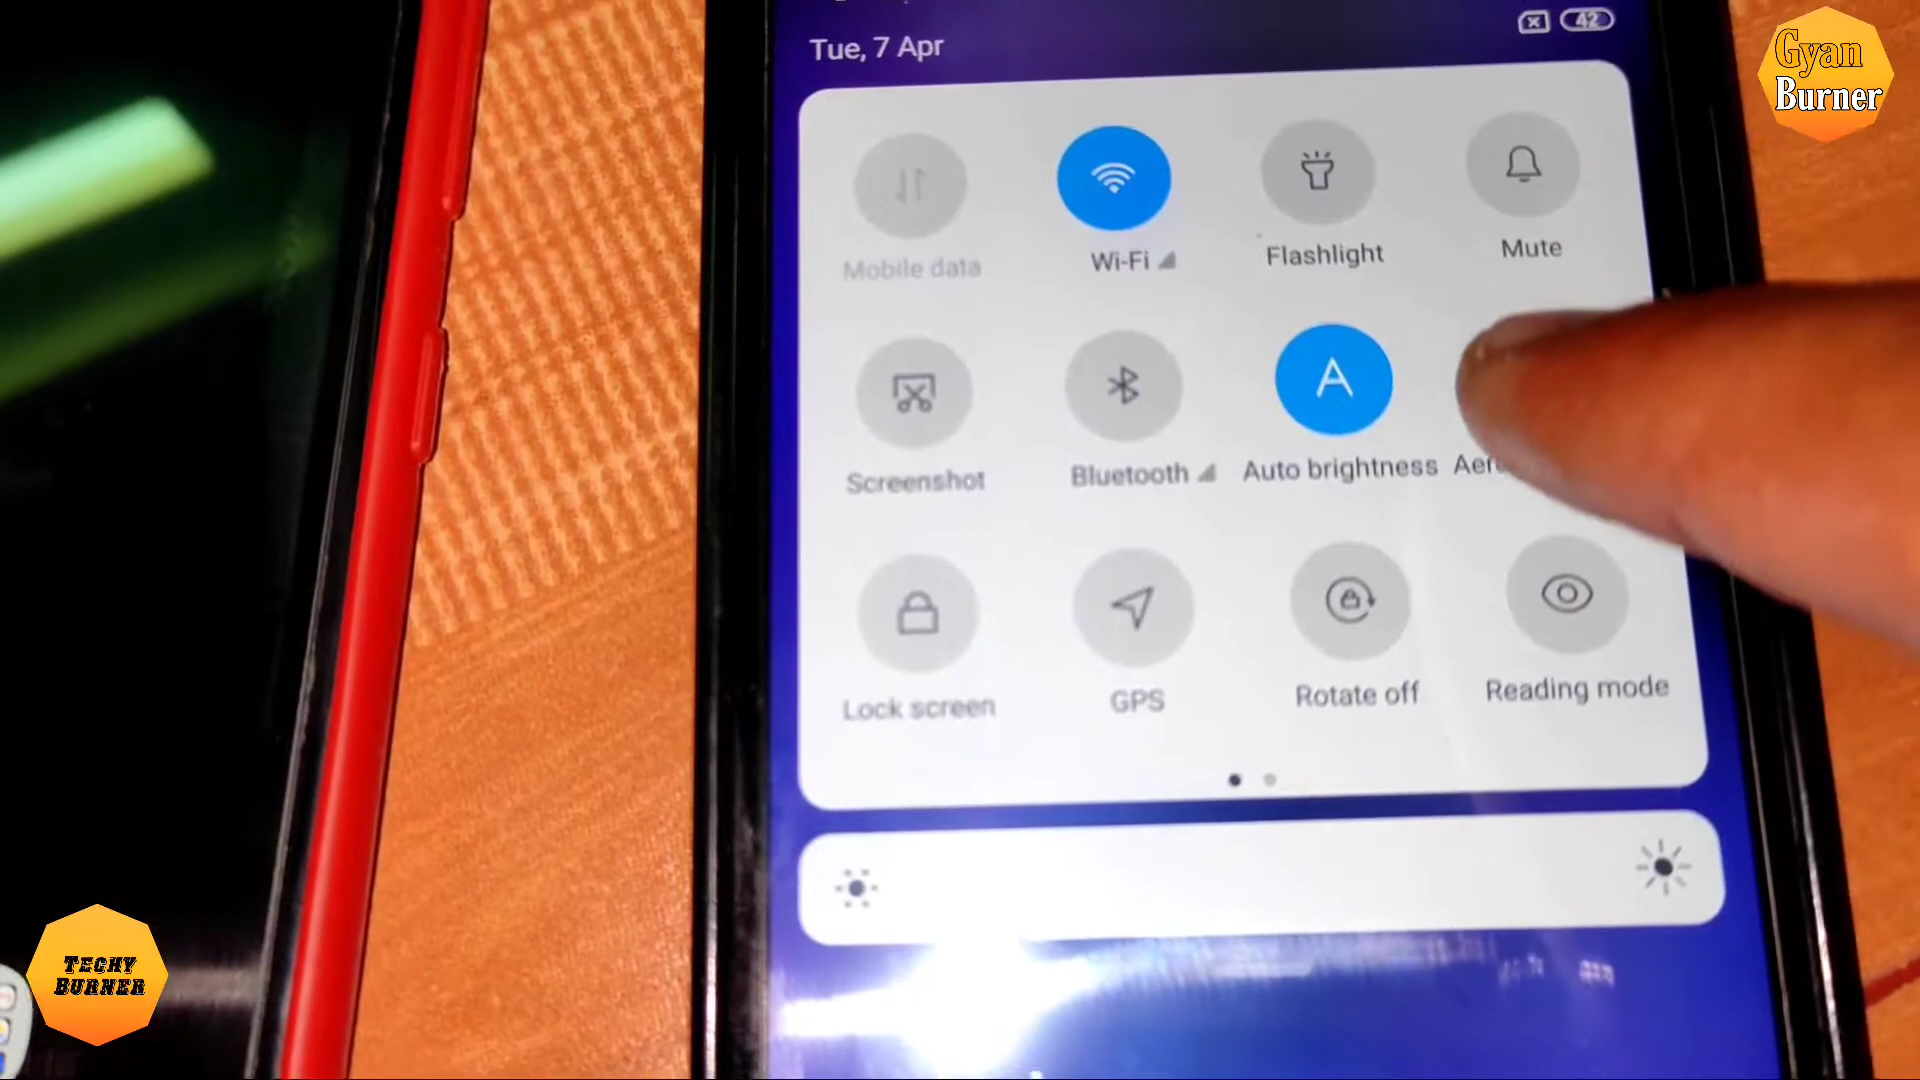 Tue, 7 Apr
42
Gyan
Burner
Mobile data
Wi-Fi
Flashlight
Mute
Screenshot
Bluetooth
Auto brightness
Lock screen
GPS
Rotate off
Reading mode
TECHY
BURNER